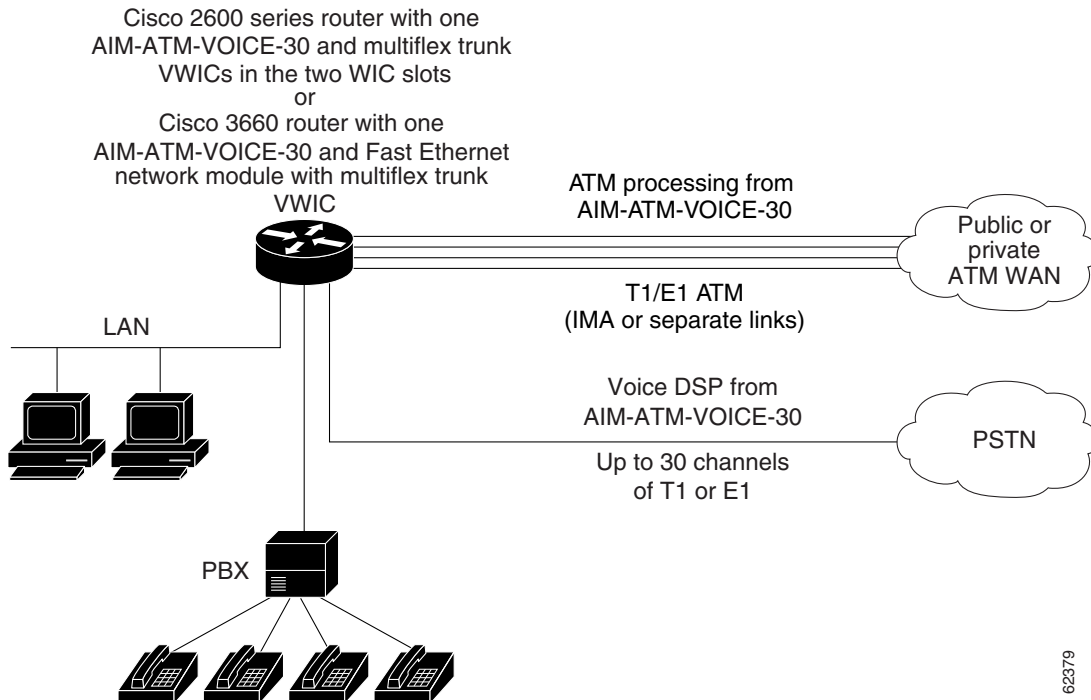 Cisco 2600 series router with one
AIM-ATM-VOICE-30 and multiflex trunk
VWICs in the two WIC slots
or
Cisco 3660 router with one
AIM-ATM-VOICE-30 and Fast Ethernet
network module with multiflex trunk
VWIC
ATM processing from
AIM-ATM-VOICE-30
Public or
private
ATM WAN
T1/E1 ATM
(IMA or separate links)
LAN
Voice DSP from
AIM-ATM-VOICE-30
PSTN
Up to 30 channels
of T1 or E1
PBX
62379